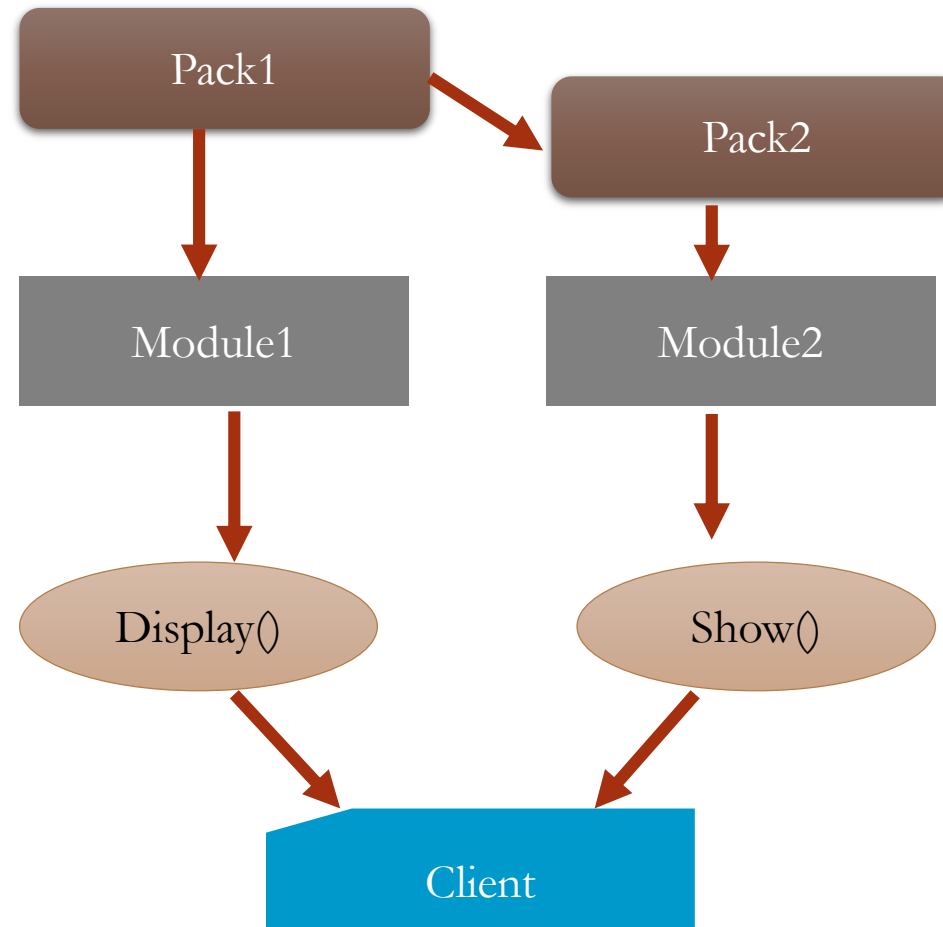 Pack1
Pack2
Module1
Module2
Display()
Show()
Client